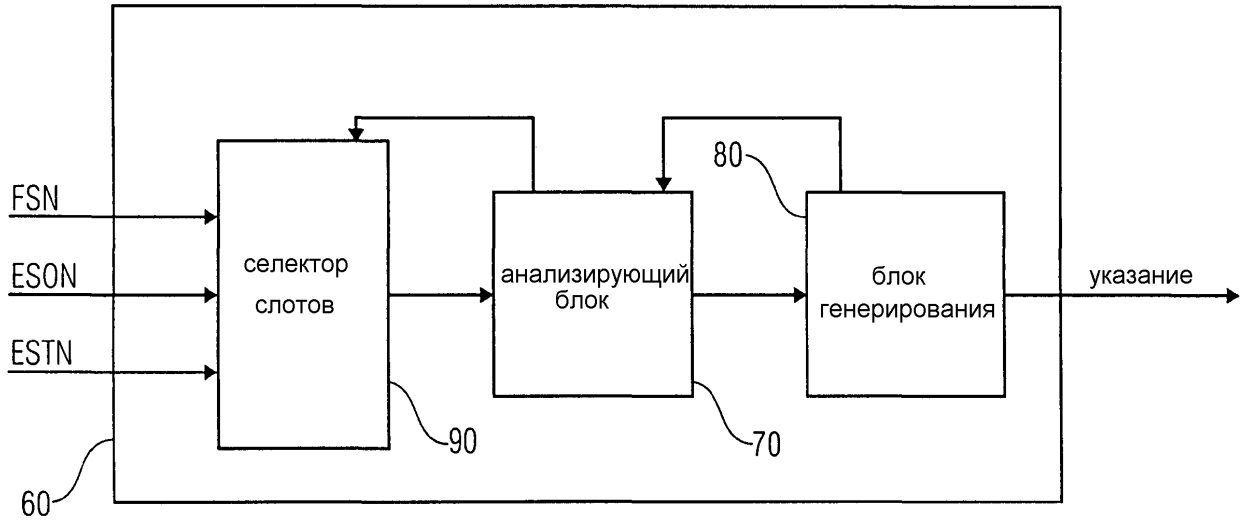 80
FSN
ESON
ESTN
селектор
слотов
анализирующий
блок
блок
генерирования
указание
90
70
60